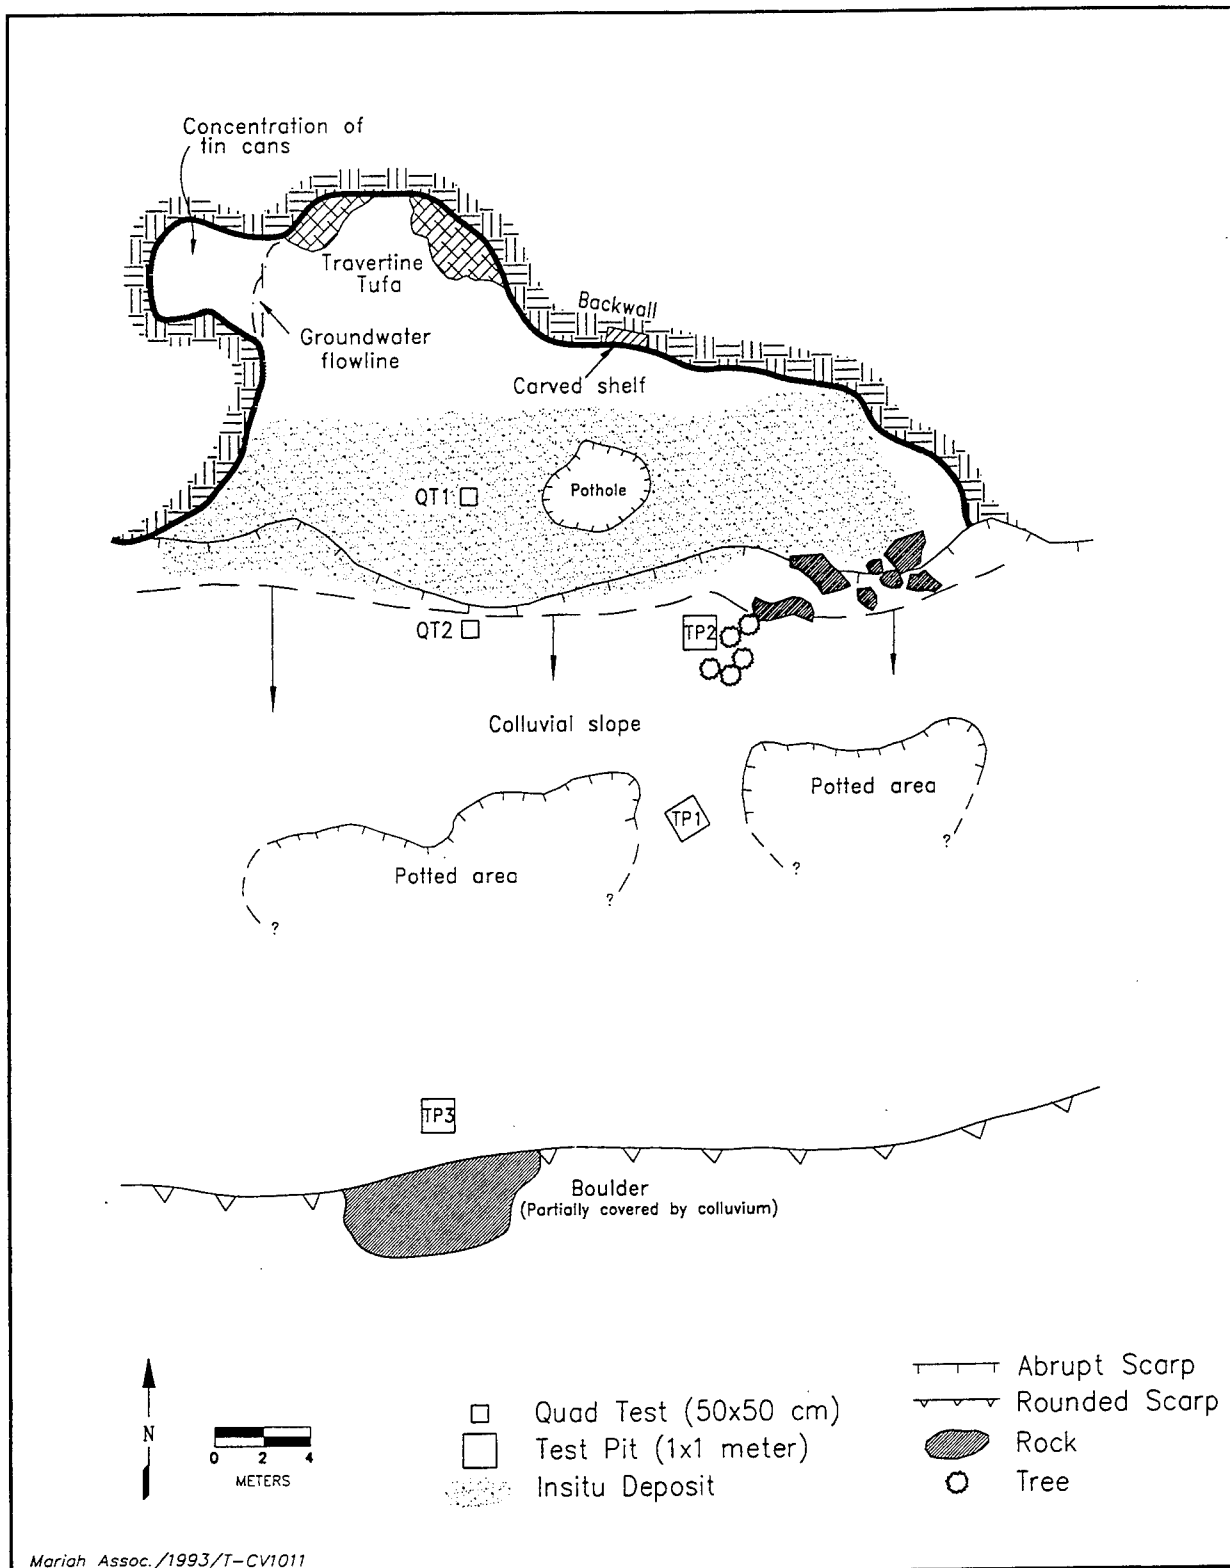 Concentration of
tin cans
Travertine
Tufa
Backwall
Groundwater
flowline
Carved shelf
QT1
Pothole
QT2
TP2
Colluvial slope
Potted area
TP1
Potted area
?
?
?
?
TP3
Boulder
(Partially covered by colluvium)
N
0 2 4
METERS
Quad Test (50x50 cm)
Test Pit (1x1 meter)
Insitu Deposit
Abrupt Scarp
Rounded Scarp
Rock
Tree
Mariah Assoc./1993/T-CV1011